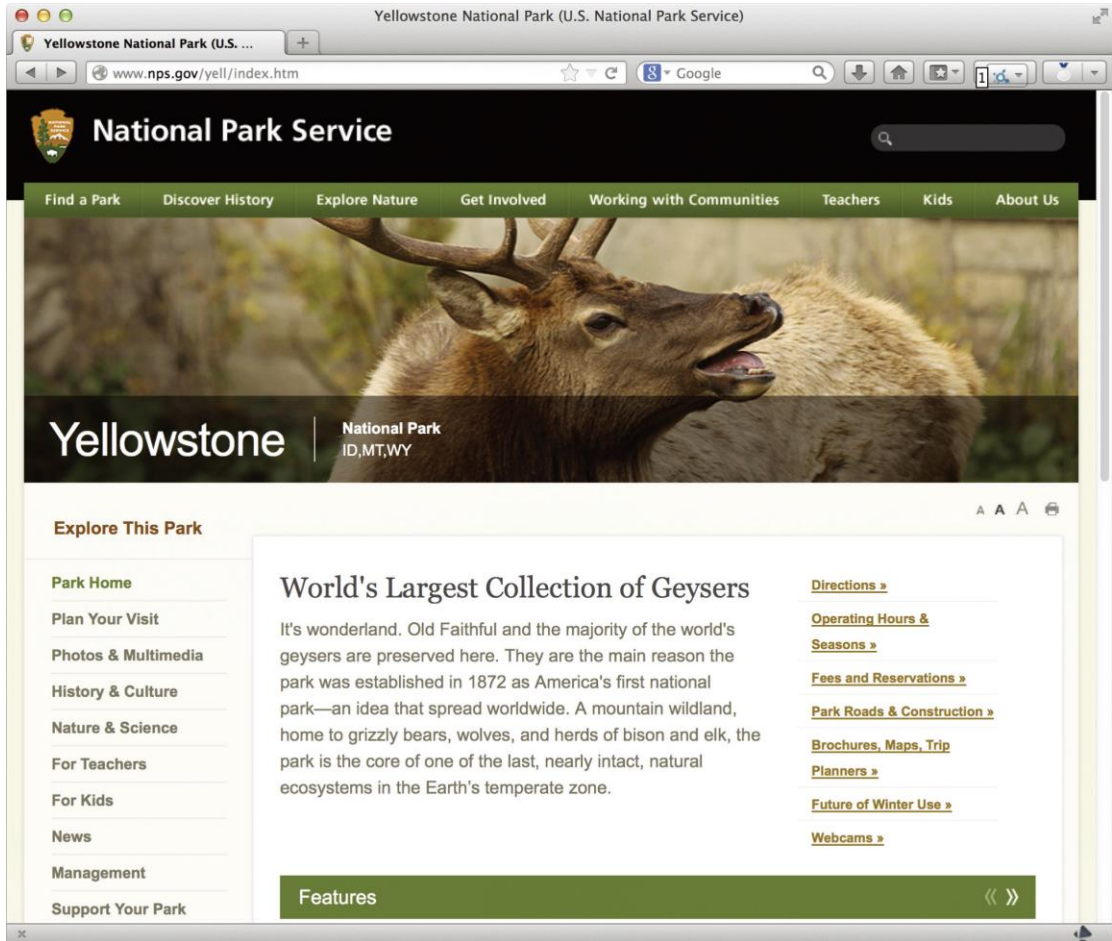 Yellowstone National Park (U.S. National Park Service)
Yellowstone National Park (U.S. ...
www.nps.gov/yell/index.htm
Google
1
National Park Service
Find a Park Discover History Explore Nature Get Involved Working with Communities Teachers Kids About Us
Yellowstone
National Park
ID,MT,WY
A A A
Explore This Park
Park Home
Plan Your Visit
Photos & Multimedia
History & Culture
Nature & Science
For Teachers
For Kids
News
Management
Support Your Park
World's Largest Collection of Geysers
It's wonderland. Old Faithful and the majority of the world's
geysers are preserved here. They are the main reason the
park was established in 1872 as America's first national
park—an idea that spread worldwide. A mountain wildland,
home to grizzly bears, wolves, and herds of bison and elk, the
park is the core of one of the last, nearly intact, natural
ecosystems in the Earth's temperate zone.
Directions »
Operating Hours &
Seasons »
Fees and Reservations »
Park Roads & Construction »
Brochures, Maps, Trip
Planners »
Future of Winter Use »
Webcams »
Features
« »